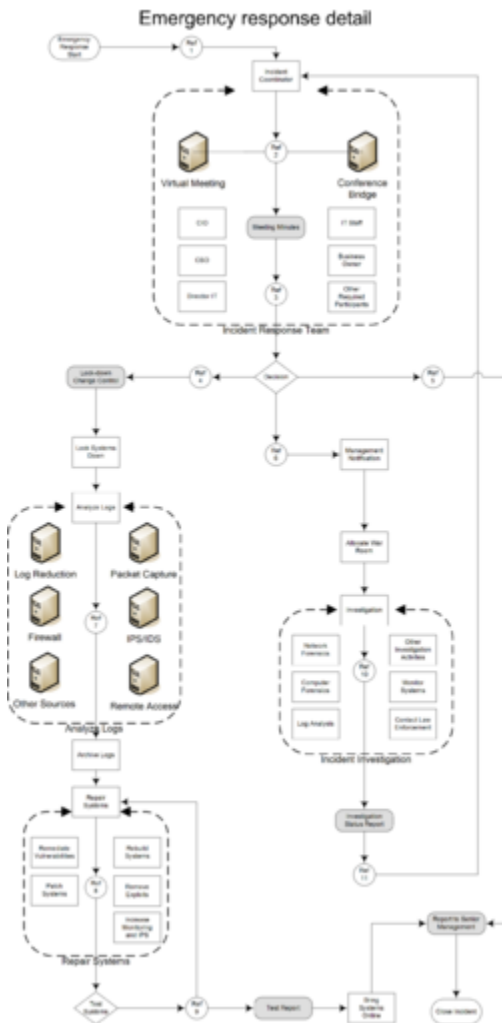 Emergency response detail
Emergency
Response
Start
Ref
1
Incident
Coordinator
Ref
2
Virtual Meeting
Conference
Bridge
CIO
Meeting Minutes
IT Staff
CISO
Business
Owner
Director IT
Ref
3
Other
Required
Participants
Incident Response Team
Lock-down
Change Control
Ref
4
Decision
Ref
5
Ref
6
Management
Notification
Lock Systems
Down
Analyze Logs
Allocate War
Room
Log Reduction
Packet Capture
Investigation
Firewall
Ref
7
IPS/IDS
Network
Forensics
Other
Investigation
Activities
Ref
10
Computer
Forensics
Monitor
Systems
Other Sources
Remote Access
Log Analysis
Contact Law
Enforcement
Analyze Logs
Incident Investigation
Archive Logs
Repair
Systems
Investigation
Status Report
Remediate
Vulnerabilities
Rebuild
Systems
Ref
11
Patch
Systems
Ref
8
Remove
Exploits
Increase
Monitoring
and IPS
Repair Systems
Report to Senior
Management
Test
Systems
Ref
9
Test Report
Bring
Systems
Online
Close Incident